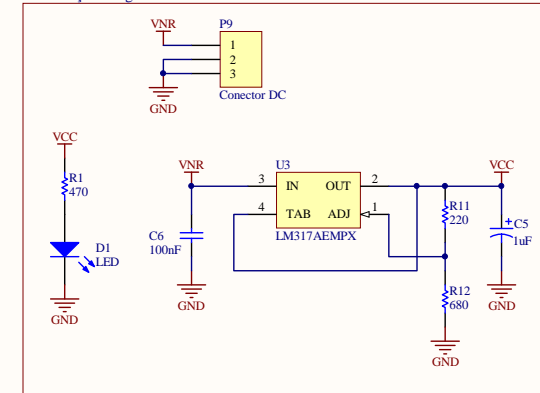 P9
VNR
1
2
3
GND
Conector DC
VCC
R1
470
D1
LED
GND
U3
VNR
3 IN OUT 2
4 TAB ADJ 1
LM317AEMPX
C6
100nF
GND
VCC
R11
220
C5
1uF
R12
680
GND
GND